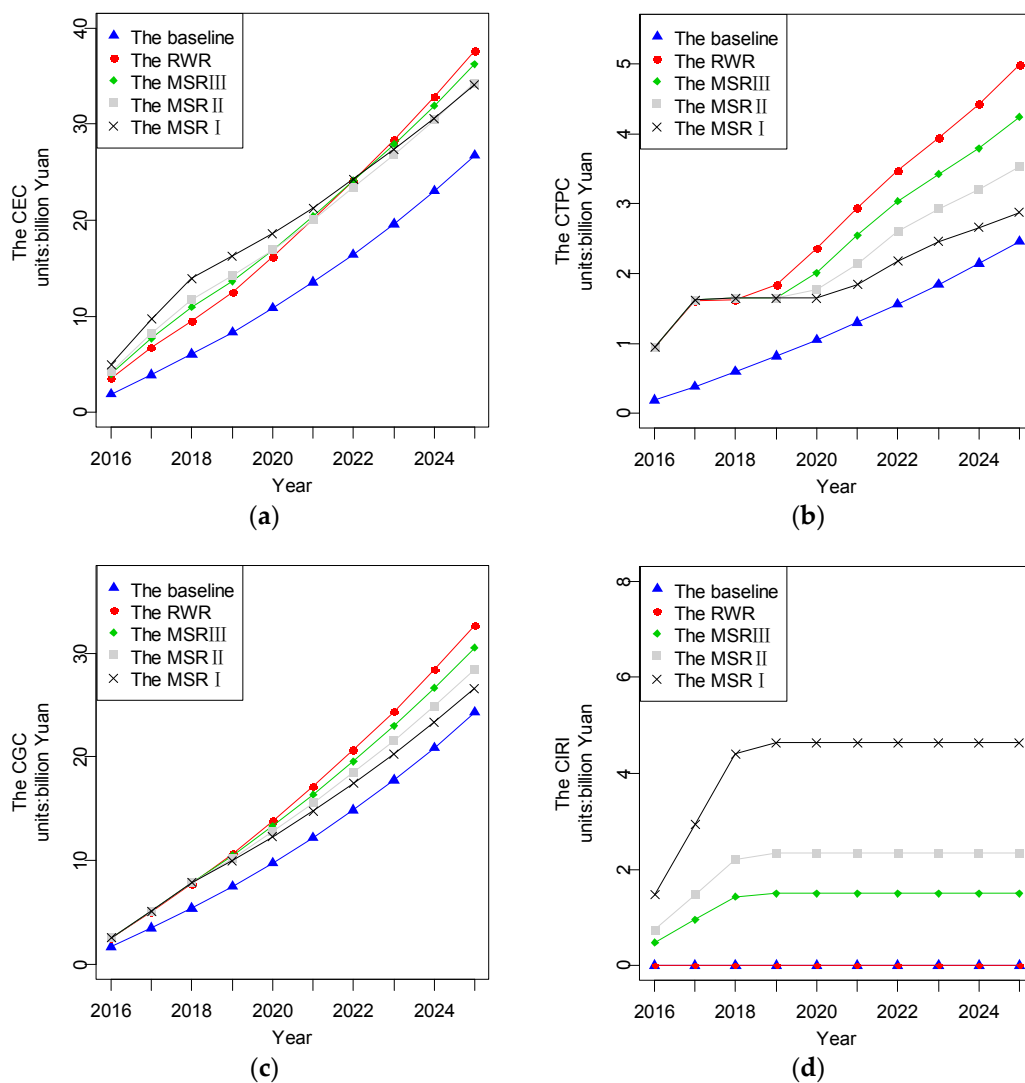 The CEC
units:billion Yuan
0
10
20
30
40
The baseline
The RWR
The MSRⅢ
The MSRⅡ
The MSRⅠ
2016
2018
2020
2022
2024
Year
(a)
The CTPC
units:billion Yuan
0
1
2
3
4
5
The baseline
The RWR
The MSRⅢ
The MSRⅡ
The MSRⅠ
2016
2018
2020
2022
2024
Year
(b)
The CGC
units:billion Yuan
0
10
20
30
The baseline
The RWR
The MSRⅢ
The MSRⅡ
The MSRⅠ
2016
2018
2020
2022
2024
Year
(c)
The CIRI
units:billion Yuan
0
2
4
6
8
The baseline
The RWR
The MSRⅢ
The MSRⅡ
The MSRⅠ
2016
2018
2020
2022
2024
Year
(d)